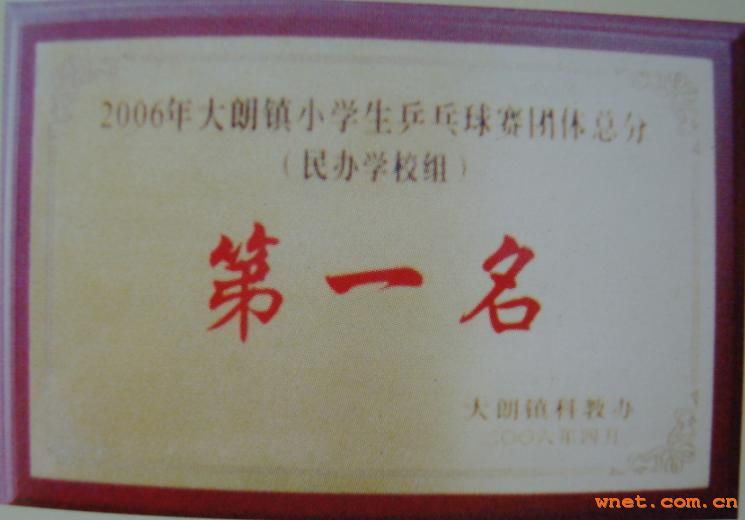 2006年大朗镇小学生乒乓球赛团体总分
（民办学校组）
第一名
大朗镇科教办
二〇〇六年四月
wnet.com.cn